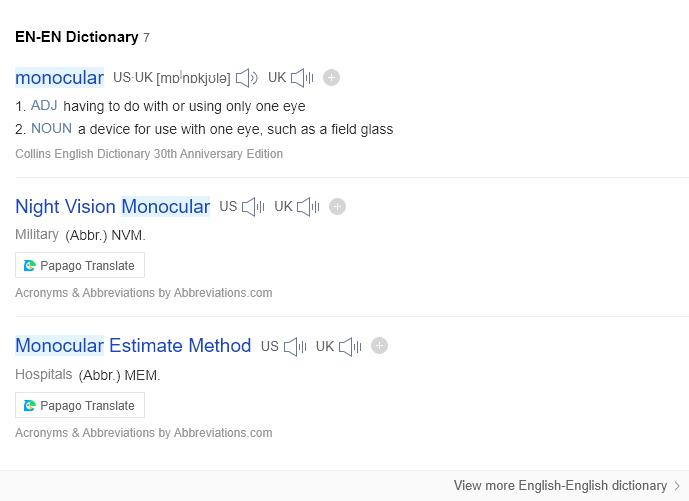 EN-EN Dictionary 7
monocular US·UK [mɒˈnɒkjʊlə] UK
1. ADJ having to do with or using only one eye
2. NOUN a device for use with one eye, such as a field glass
Collins English Dictionary 30th Anniversary Edition
Night Vision Monocular US UK
Military (Abbr.) NVM.
Papago Translate
Acronyms & Abbreviations by Abbreviations.com
Monocular Estimate Method US UK
Hospitals (Abbr.) MEM.
Papago Translate
Acronyms & Abbreviations by Abbreviations.com
View more English-English dictionary